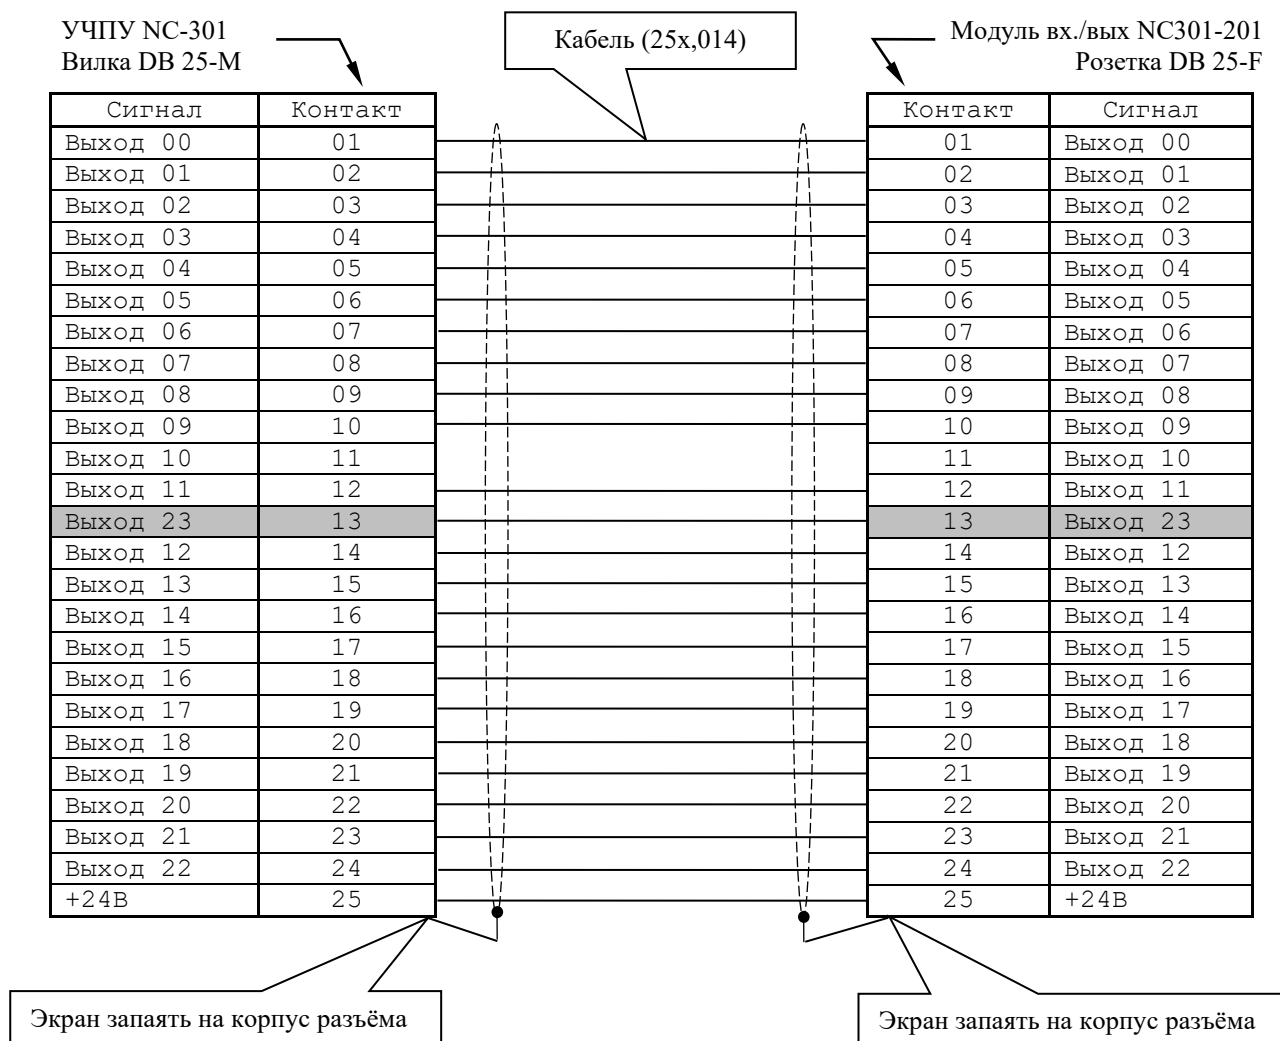 УЧПУ NC-301
Вилка DB 25-M
Кабель (25х,014)
Модуль вх./вых NC301-201
Розетка DB 25-F
Сигнал Контакт Контакт Сигнал
Выход 00 01 01 Выход 00
Выход 01 02 02 Выход 01
Выход 02 03 03 Выход 02
Выход 03 04 04 Выход 03
Выход 04 05 05 Выход 04
Выход 05 06 06 Выход 05
Выход 06 07 07 Выход 06
Выход 07 08 08 Выход 07
Выход 08 09 09 Выход 08
Выход 09 10 10 Выход 09
Выход 10 11 11 Выход 10
Выход 11 12 12 Выход 11
Выход 23 13 13 Выход 23
Выход 12 14 14 Выход 12
Выход 13 15 15 Выход 13
Выход 14 16 16 Выход 14
Выход 15 17 17 Выход 15
Выход 16 18 18 Выход 16
Выход 17 19 19 Выход 17
Выход 18 20 20 Выход 18
Выход 19 21 21 Выход 19
Выход 20 22 22 Выход 20
Выход 21 23 23 Выход 21
Выход 22 24 24 Выход 22
+24В 25 25 +24В
Экран запаять на корпус разъёма
Экран запаять на корпус разъёма